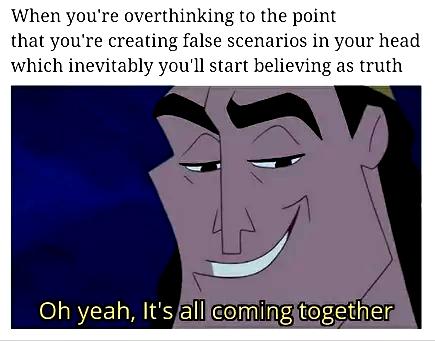 When you're overthinking to the point
that you're creating false scenarios in your head
which inevitably you'll start believing as truth
Oh yeah, It's all coming together